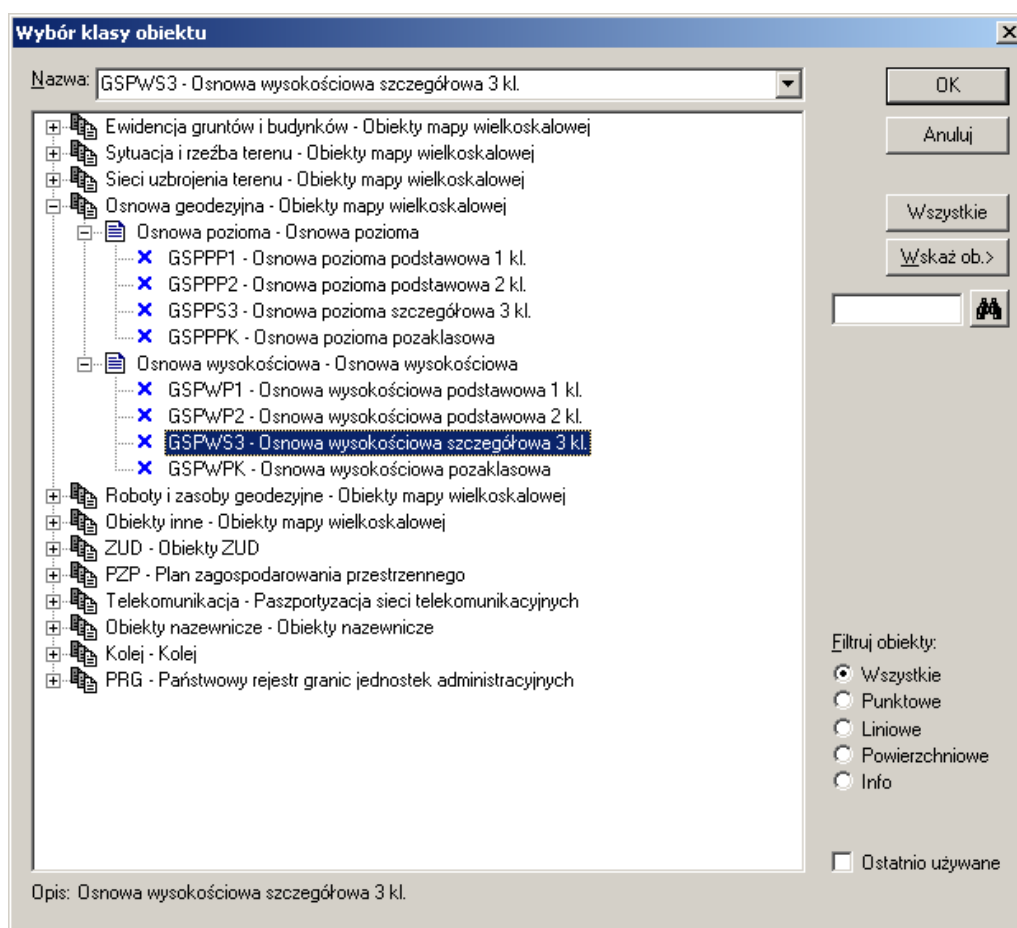 Wybór klasy obiektu
Nazwa: GSPWS3 - Osnowa wysokościowa szczegółowa 3 kl.
OK
Anuluj
Wszystkie
Wskaż ob.>
Ewidencja gruntów i budynków - Obiekty mapy wielkoskalowej
Sytuacja i rzeźba terenu - Obiekty mapy wielkoskalowej
Sieci uzbrojenia terenu - Obiekty mapy wielkoskalowej
Osnowa geodezyjna - Obiekty mapy wielkoskalowej
Osnowa pozioma - Osnowa pozioma
GSPPP1 - Osnowa pozioma podstawowa 1 kl.
GSPPP2 - Osnowa pozioma podstawowa 2 kl.
GSPPS3 - Osnowa pozioma szczegółowa 3 kl.
GSPPPK - Osnowa pozioma pozaklasowa
Osnowa wysokościowa - Osnowa wysokościowa
GSPWP1 - Osnowa wysokościowa podstawowa 1 kl.
GSPWP2 - Osnowa wysokościowa podstawowa 2 kl.
GSPWS3 - Osnowa wysokościowa szczegółowa 3 kl.
GSPWPK - Osnowa wysokościowa pozaklasowa
Roboty i zasoby geodezyjne - Obiekty mapy wielkoskalowej
Obiekty inne - Obiekty mapy wielkoskalowej
ZUD - Obiekty ZUD
PZP - Plan zagospodarowania przestrzennego
Telekomunikacja - Paszportyzacja sieci telekomunikacyjnych
Obiekty nazewnicze - Obiekty nazewnicze
Kolej - Kolej
PRG - Państwowy rejestr granic jednostek administracyjnych
Filtruj obiekty:
Wszystkie
Punktowe
Liniowe
Powierzchniowe
Info
Ostatnio używane
Opis: Osnowa wysokościowa szczegółowa 3 kl.